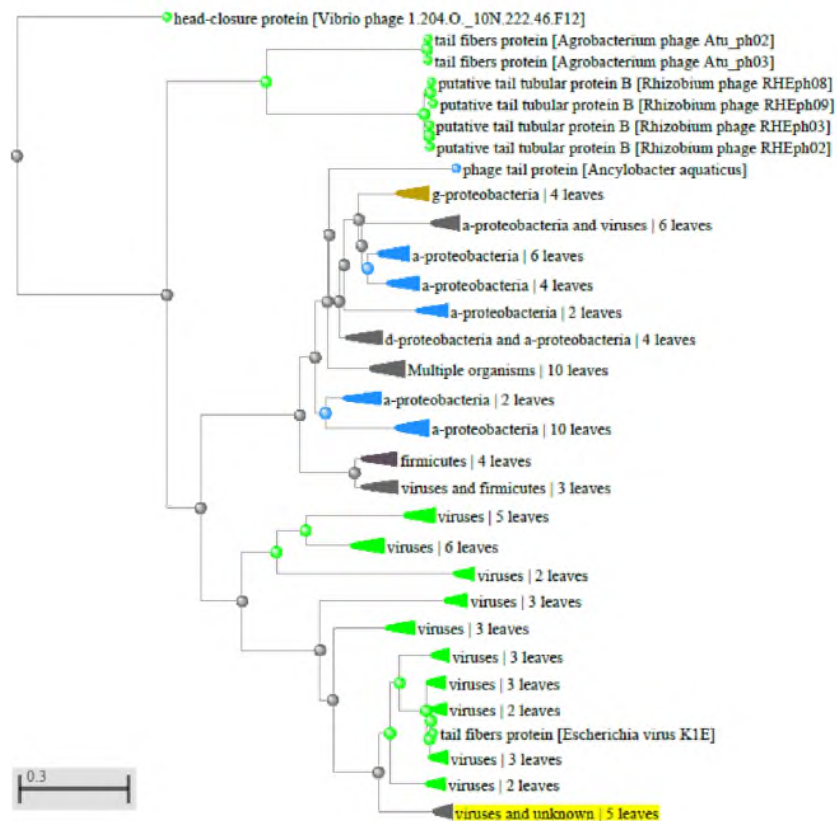 head-closure protein [Vibrio phage 1.204.O._10N.222.46.F12]
tail fibers protein [Agrobacterium phage Atu_ph02]
tail fibers protein [Agrobacterium phage Atu_ph03]
putative tail tubular protein B [Rhizobium phage RHEph08]
putative tail tubular protein B [Rhizobium phage RHEph09]
putative tail tubular protein B [Rhizobium phage RHEph03]
putative tail tubular protein B [Rhizobium phage RHEph02]
phage tail protein [Ancylobacter aquaticus]
g-proteobacteria | 4 leaves
a-proteobacteria and viruses | 6 leaves
a-proteobacteria | 6 leaves
a-proteobacteria | 4 leaves
a-proteobacteria | 2 leaves
d-proteobacteria and a-proteobacteria | 4 leaves
Multiple organisms | 10 leaves
a-proteobacteria | 2 leaves
a-proteobacteria | 10 leaves
firmicutes | 4 leaves
viruses and firmicutes | 3 leaves
viruses | 5 leaves
viruses | 6 leaves
viruses | 2 leaves
viruses | 3 leaves
viruses | 3 leaves
viruses | 3 leaves
viruses | 3 leaves
viruses | 2 leaves
tail fibers protein [Escherichia virus K1E]
viruses | 3 leaves
viruses | 2 leaves
viruses and unknown | 5 leaves
0.3